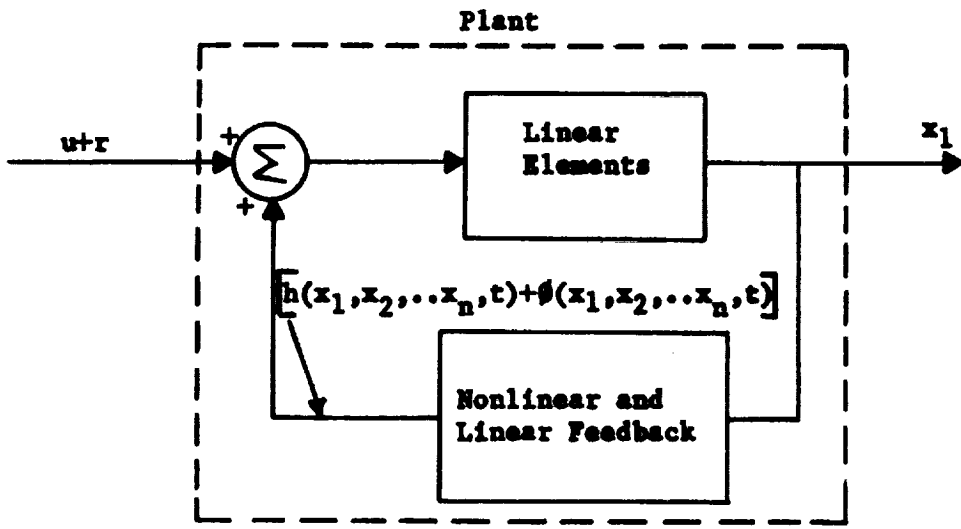 Plant
u+r
+
Σ
+
Linear
Elements
x₁
[h(x₁,x₂,..xₙ,t)+ø(x₁,x₂,..xₙ,t)]
Nonlinear and
Linear Feedback